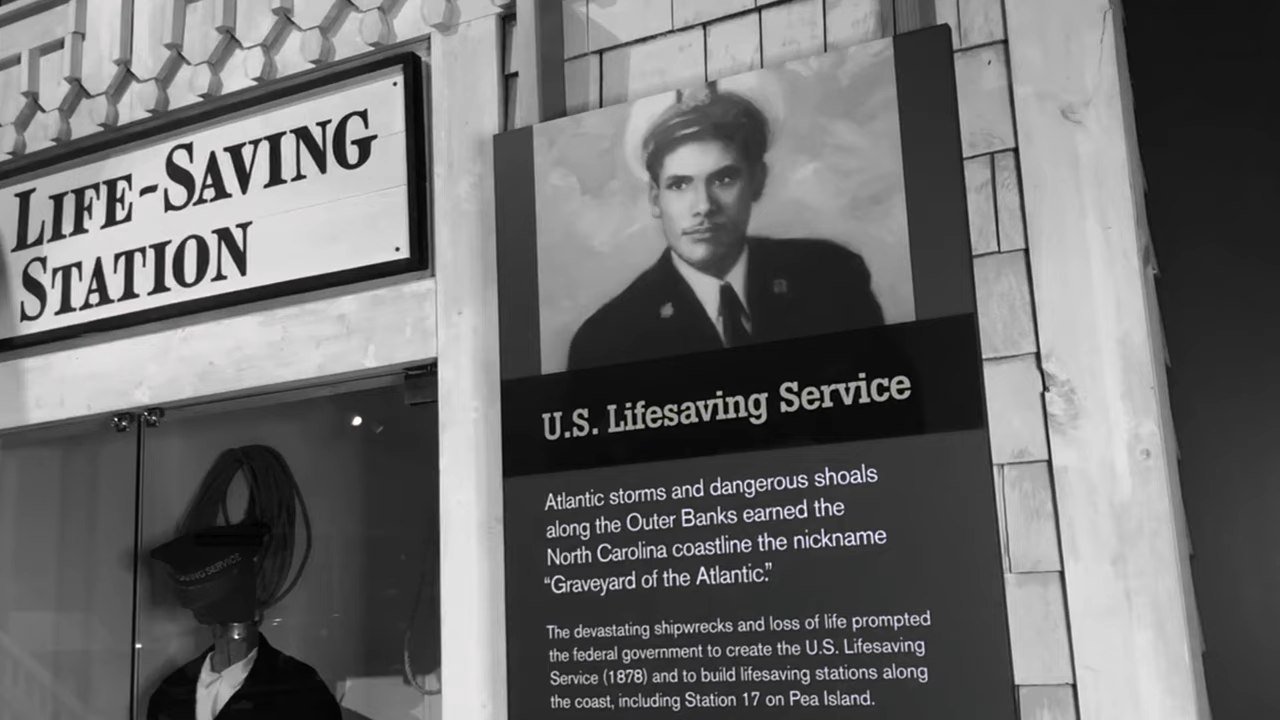 LIFE-SAVING
STATION
U.S. Lifesaving Service
Atlantic storms and dangerous shoals
along the Outer Banks earned the
North Carolina coastline the nickname
“Graveyard of the Atlantic.”
The devastating shipwrecks and loss of life prompted
the federal government to create the U.S. Lifesaving
Service (1878) and to build lifesaving stations along
the coast, including Station 17 on Pea Island.
SERVICE